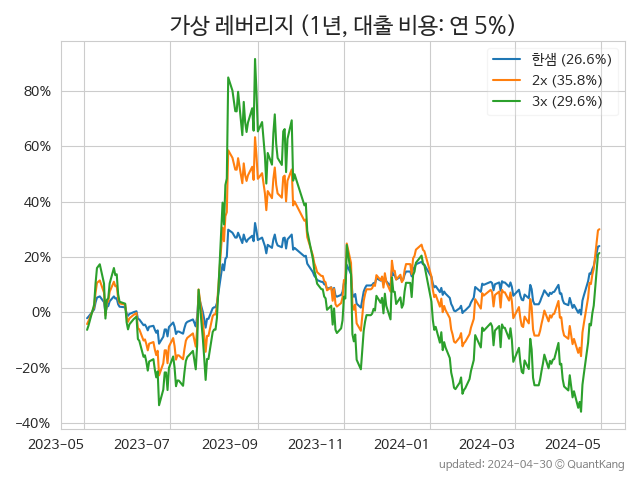 가상 레버리지 (1년, 대출 비용: 연 5%)
한샘 (26.6%)
2x (35.8%)
3x (29.6%)
80%
60%
40%
20%
0%
−20%
−40%
2023-05
2023-07
2023-09
2023-11
2024-01
2024-03
2024-05
updated: 2024-04-30 © QuantKang